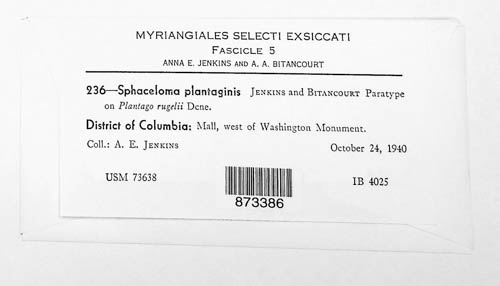 MYRIANGIALES SELECTI EXSICCATI
FASCICLE 5
ANNA E. JENKINS AND A. A. BITANCOURT
236—Sphaceloma plantaginis JENKINS and BITANCOURT Paratype
on Plantago rugelii Dcne.
District of Columbia: Mall, west of Washington Monument.
Coll.: A. E. JENKINS October 24, 1940
USM 73638 IB 4025
873386